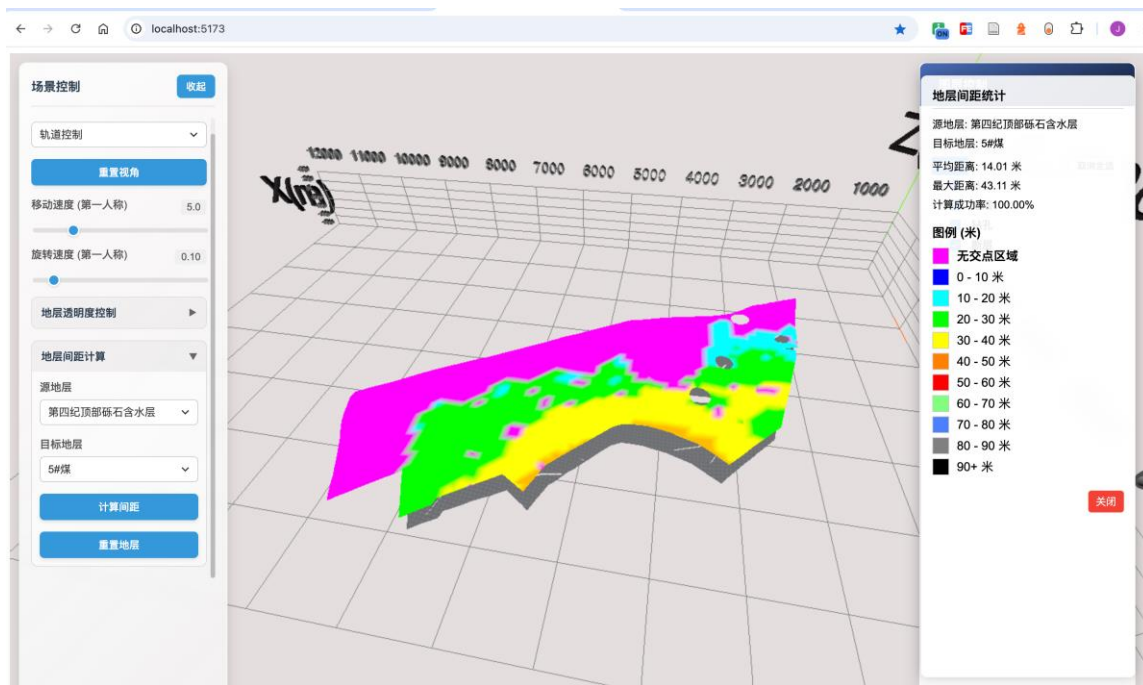 localhost:5173
ON
J
场景控制
收起
轨道控制
重置视角
移动速度 (第一人称)
5.0
旋转速度 (第一人称)
0.10
地层透明度控制
地层间距计算
源地层
第四纪顶部砾石含水层
目标地层
5#煤
计算间距
重置地层
X(m)
12000 11000 10000 9000 8000 7000 6000 5000 4000 3000 2000 1000
Z
地层间距统计
源地层: 第四纪顶部砾石含水层
目标地层: 5#煤
平均距离: 14.01 米
最大距离: 43.11 米
计算成功率: 100.00%
图例 (米)
无交点区域
0 - 10 米
10 - 20 米
20 - 30 米
30 - 40 米
40 - 50 米
50 - 60 米
60 - 70 米
70 - 80 米
80 - 90 米
90+ 米
关闭